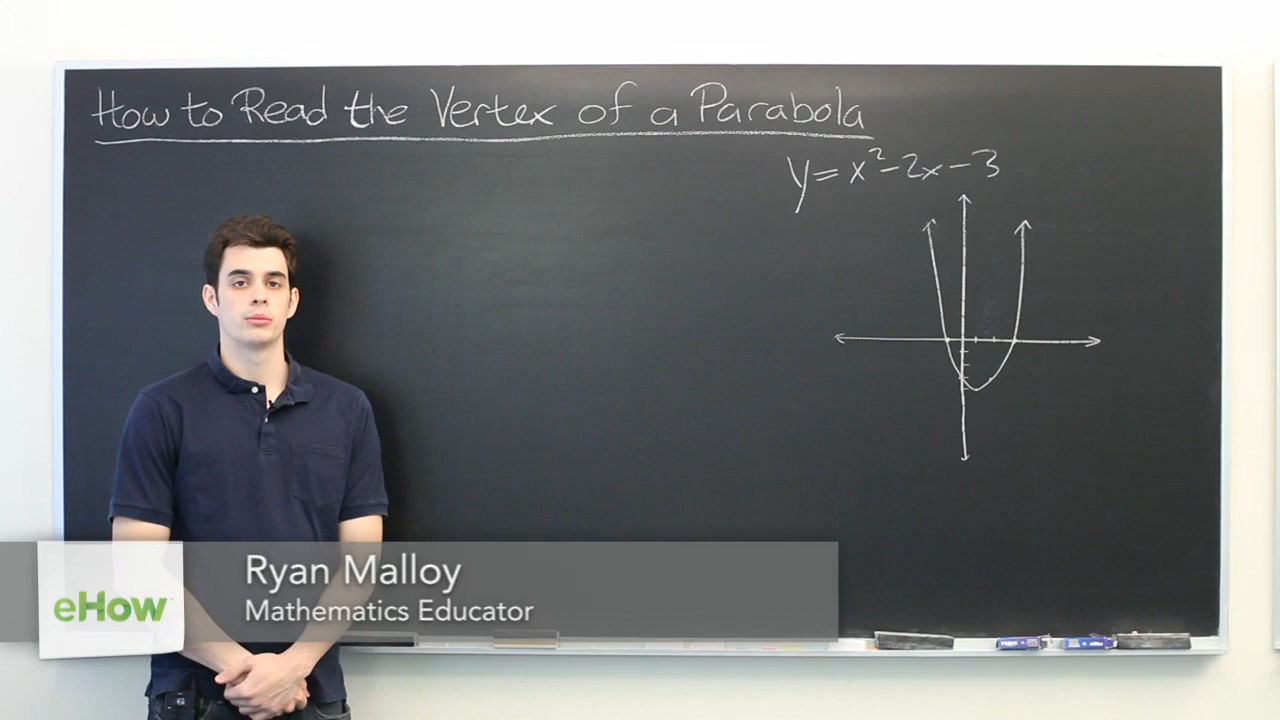 How to Read the Vertex of a Parabola
y = x² - 2x - 3
Ryan Malloy
Mathematics Educator
eHow